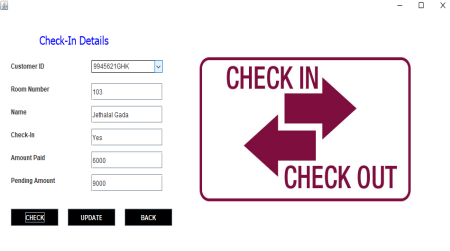 Check-In Details
Customer ID 9945621GHK
Room Number 103
Name Jethalal Gada
Check-In Yes
Amount Paid 6000
Pending Amount 9000
CHECK UPDATE BACK
CHECK IN
CHECK OUT